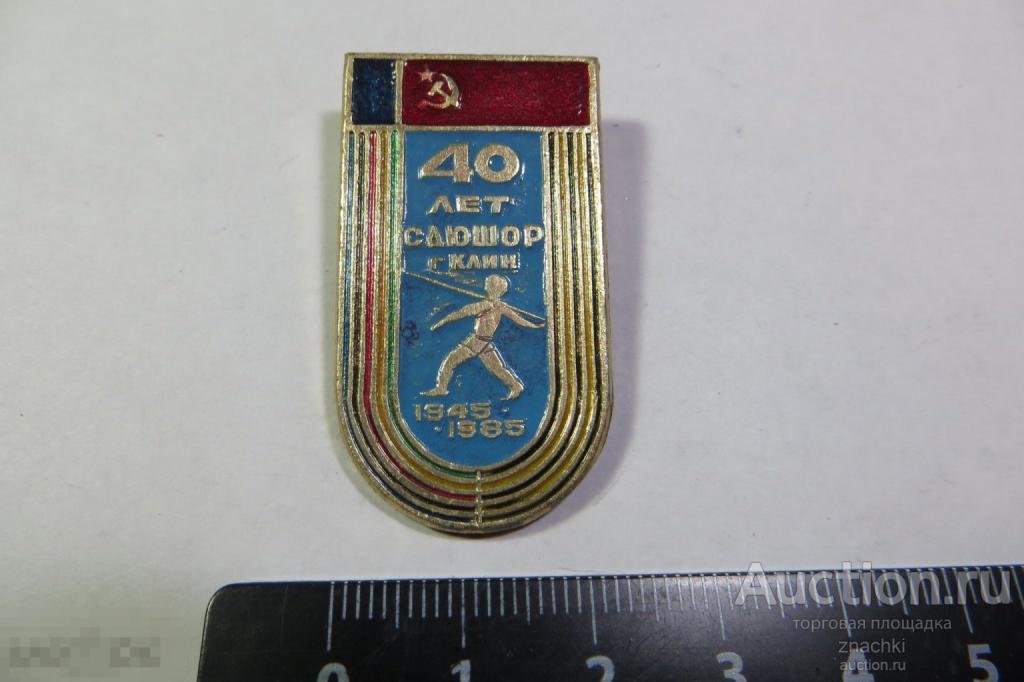 40
ЛЕТ
СДЮШОР
г КЛИН
1945 ·
· 1985
Auction.ru
торговая площадка
znachki
auction.ru
0 1 2 3 4 5